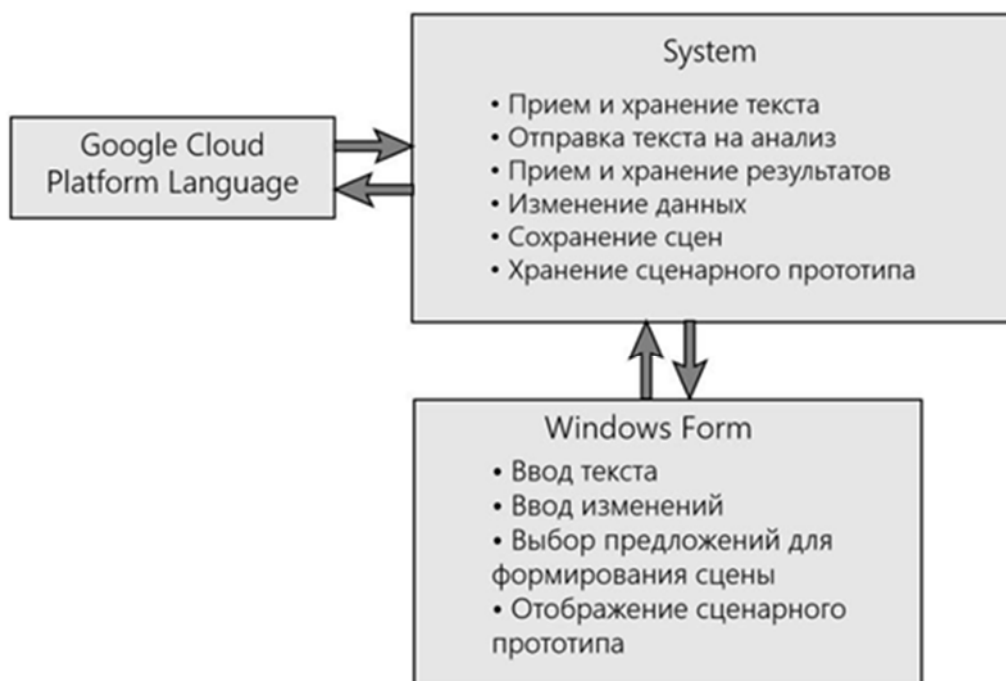 System
• Прием и хранение текста
• Отправка текста на анализ
• Прием и хранение результатов
• Изменение данных
• Сохранение сцен
• Хранение сценарного прототипа
Google Cloud
Platform Language
Windows Form
• Ввод текста
• Ввод изменений
• Выбор предложений для
формирования сцены
• Отображение сценарного
прототипа